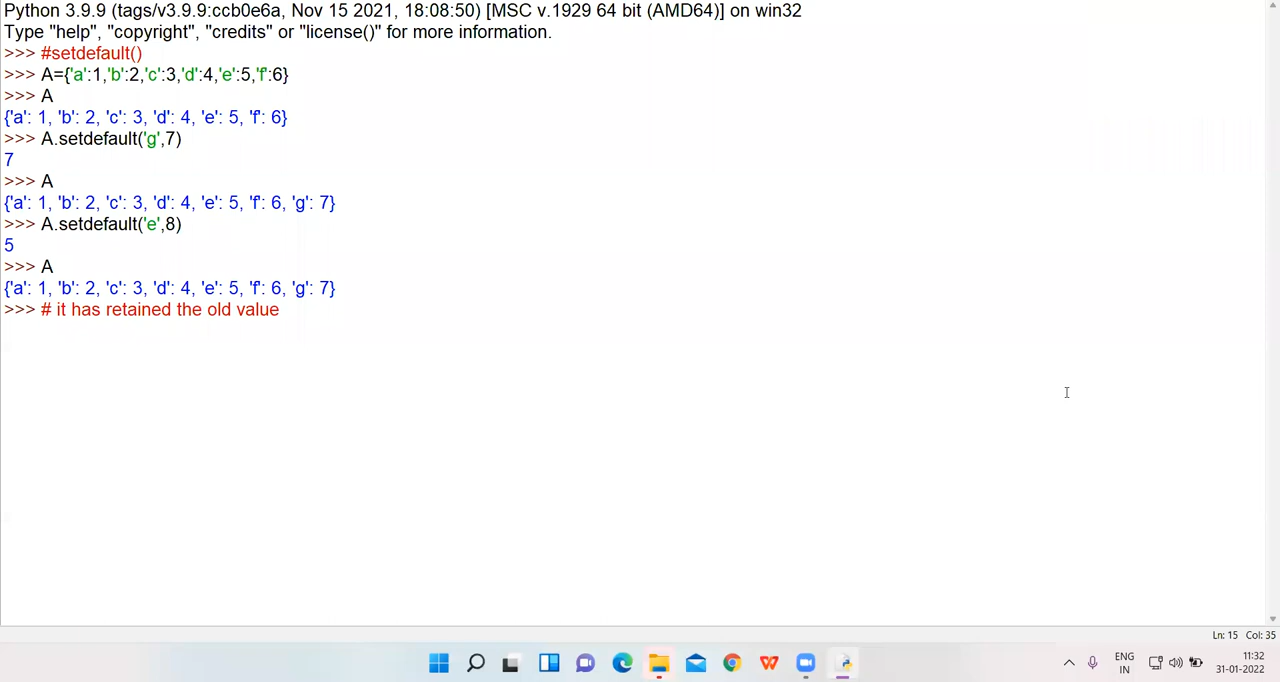 Python 3.9.9 (tags/v3.9.9:ccb0e6a, Nov 15 2021, 18:08:50) [MSC v.1929 64 bit (AMD64)] on win32
Type "help", "copyright", "credits" or "license()" for more information.
>>> #setdefault()
>>> A={'a':1,'b':2,'c':3,'d':4,'e':5,'f':6}
>>> A
{'a': 1, 'b': 2, 'c': 3, 'd': 4, 'e': 5, 'f': 6}
>>> A.setdefault('g',7)
7
>>> A
{'a': 1, 'b': 2, 'c': 3, 'd': 4, 'e': 5, 'f': 6, 'g': 7}
>>> A.setdefault('e',8)
5
>>> A
{'a': 1, 'b': 2, 'c': 3, 'd': 4, 'e': 5, 'f': 6, 'g': 7}
>>> # it has retained the old value
Ln: 15 Col: 35
ENG 11:32
IN 31-01-2022